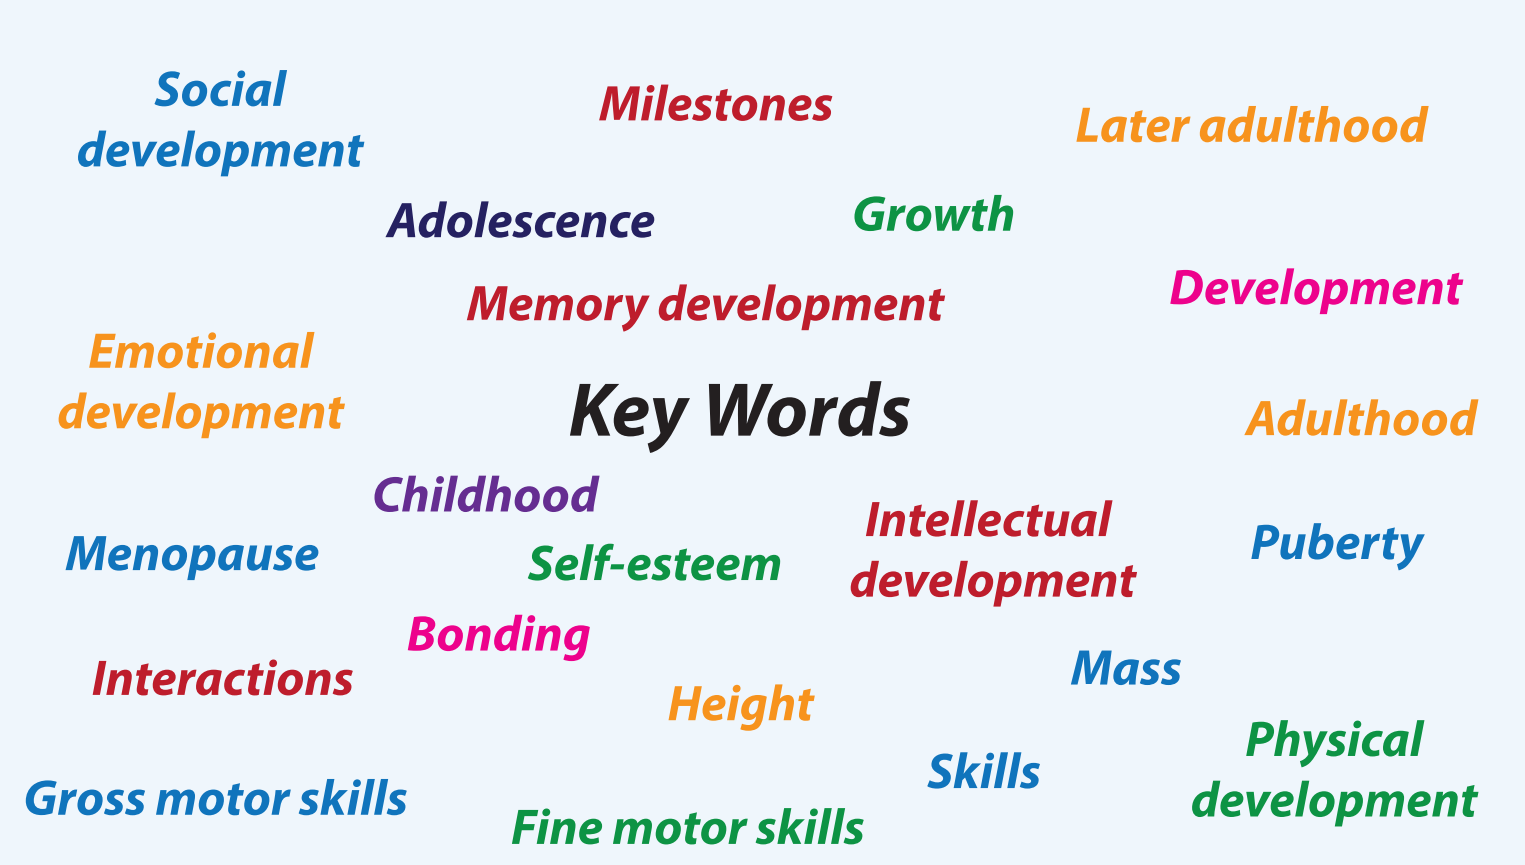 Social
development
Milestones
Later adulthood
Adolescence
Growth
Memory development
Development
Emotional
development
Key Words
Adulthood
Childhood
Intellectual
development
Menopause
Self-esteem
Puberty
Bonding
Interactions
Mass
Height
Physical
development
Skills
Gross motor skills
Fine motor skills